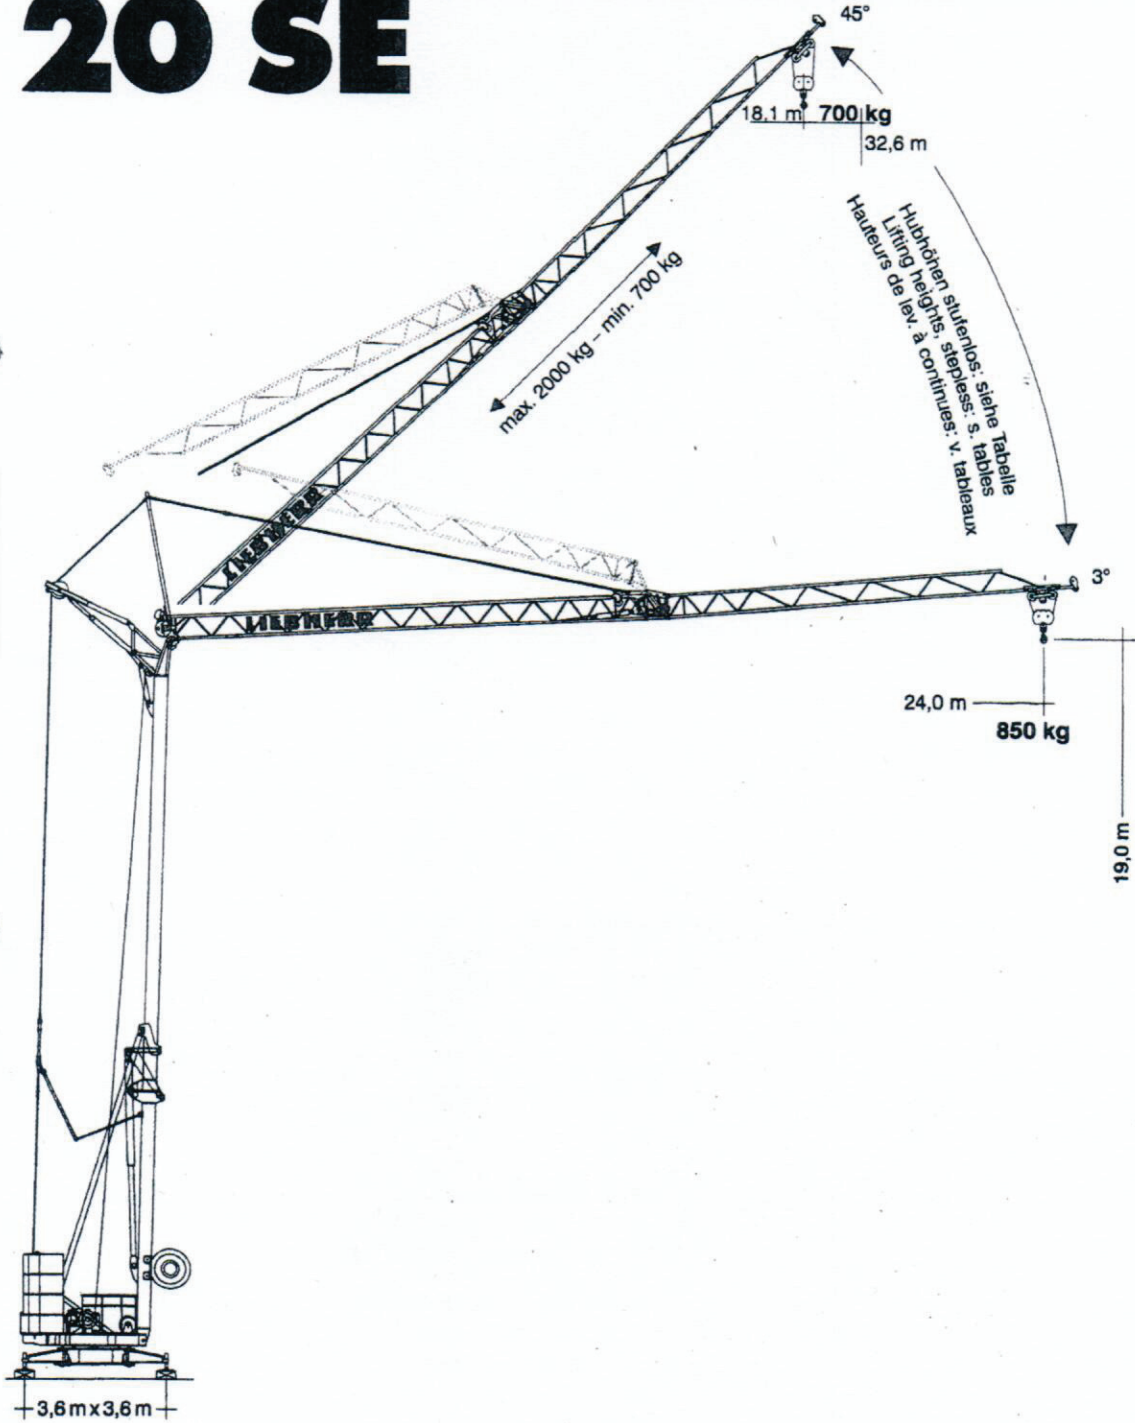 20 SE
45°
18,1 m 700 kg
32,6 m
Hubhöhen stufenlos: siehe Tabelle
Lifting heights, stepless: s. tables
Hauteurs de lev. à continues: v. tableaux
max. 2000 kg – min. 700 kg
LIEBHERR
LIEBHERR
3°
24,0 m
850 kg
19,0 m
3,6 m x 3,6 m